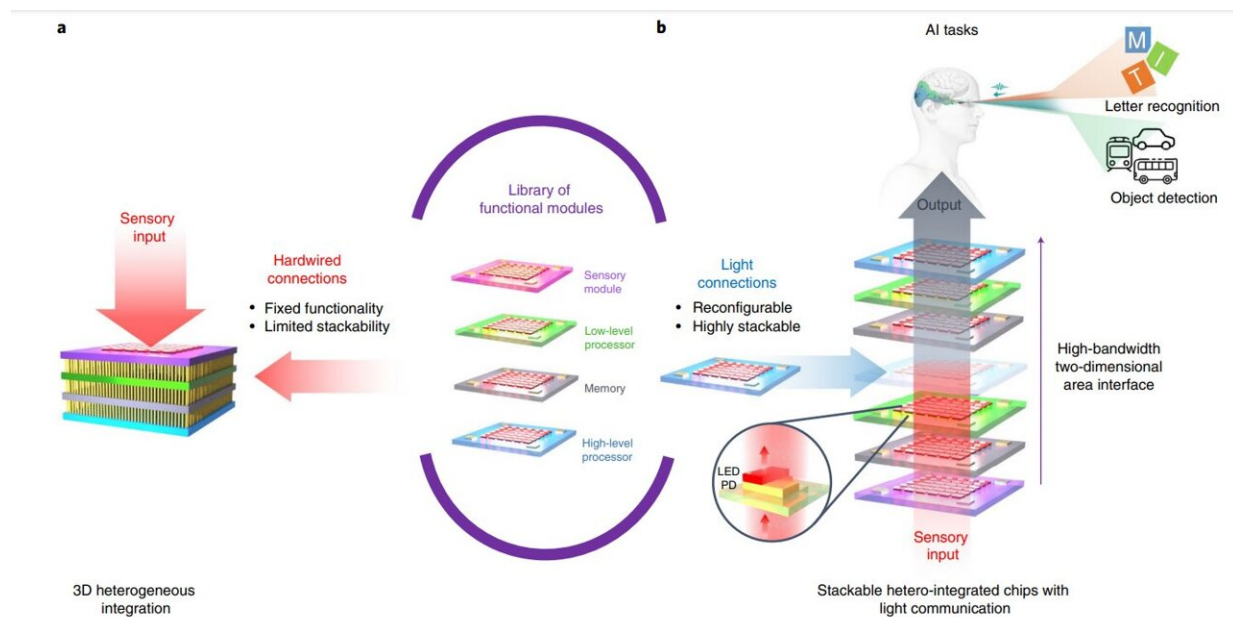 a
Sensory
input
Hardwired
connections
• Fixed functionality
• Limited stackability
3D heterogeneous
integration
Library of
functional modules
Sensory
module
Low-level
processor
Memory
High-level
processor
b
AI tasks
M
I
T
Letter recognition
Object detection
Output
Light
connections
• Reconfigurable
• Highly stackable
High-bandwidth
two-dimensional
area interface
LED
PD
Sensory
input
Stackable hetero-integrated chips with
light communication